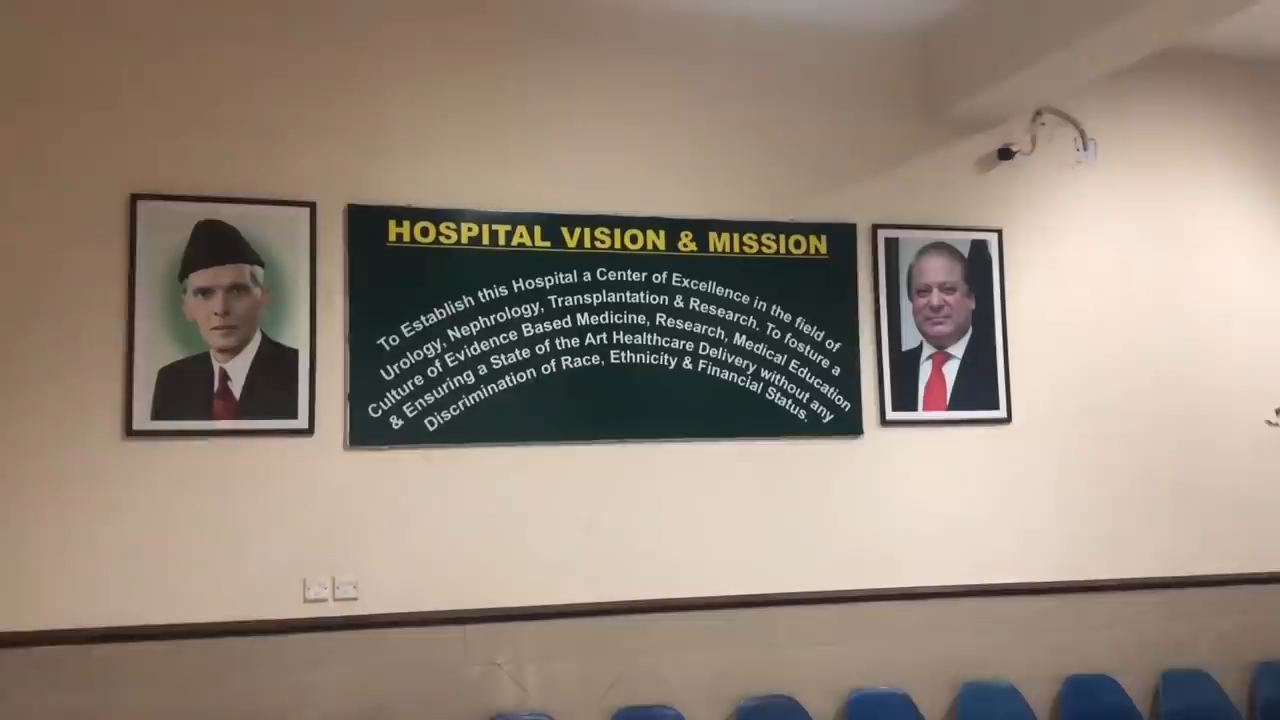 HOSPITAL VISION & MISSION
To Establish this Hospital a Center of Excellence in the field of
Urology, Nephrology, Transplantation & Research. To fosture a
Culture of Evidence Based Medicine, Research, Medical Education
& Ensuring a State of the Art Healthcare Delivery without any
Discrimination of Race, Ethnicity & Financial Status.